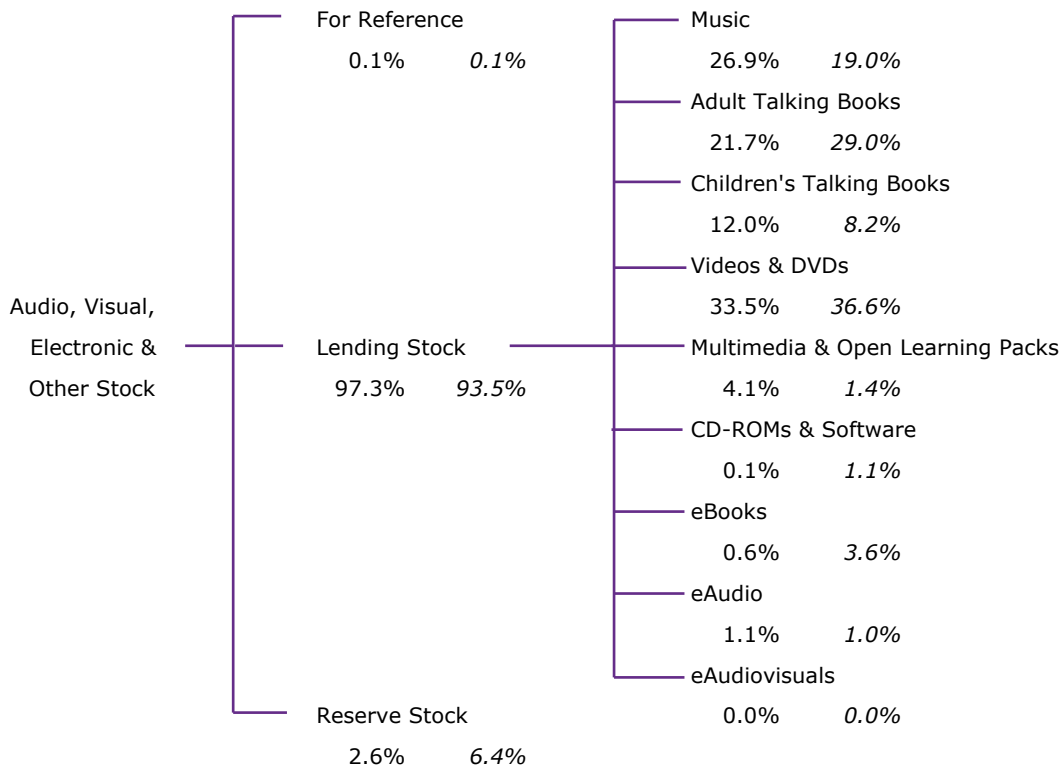 Audio, Visual,
Electronic &
Other Stock
For Reference
0.1% 0.1%
Lending Stock
97.3% 93.5%
Reserve Stock
2.6% 6.4%
Music
26.9% 19.0%
Adult Talking Books
21.7% 29.0%
Children's Talking Books
12.0% 8.2%
Videos & DVDs
33.5% 36.6%
Multimedia & Open Learning Packs
4.1% 1.4%
CD-ROMs & Software
0.1% 1.1%
eBooks
0.6% 3.6%
eAudio
1.1% 1.0%
eAudiovisuals
0.0% 0.0%